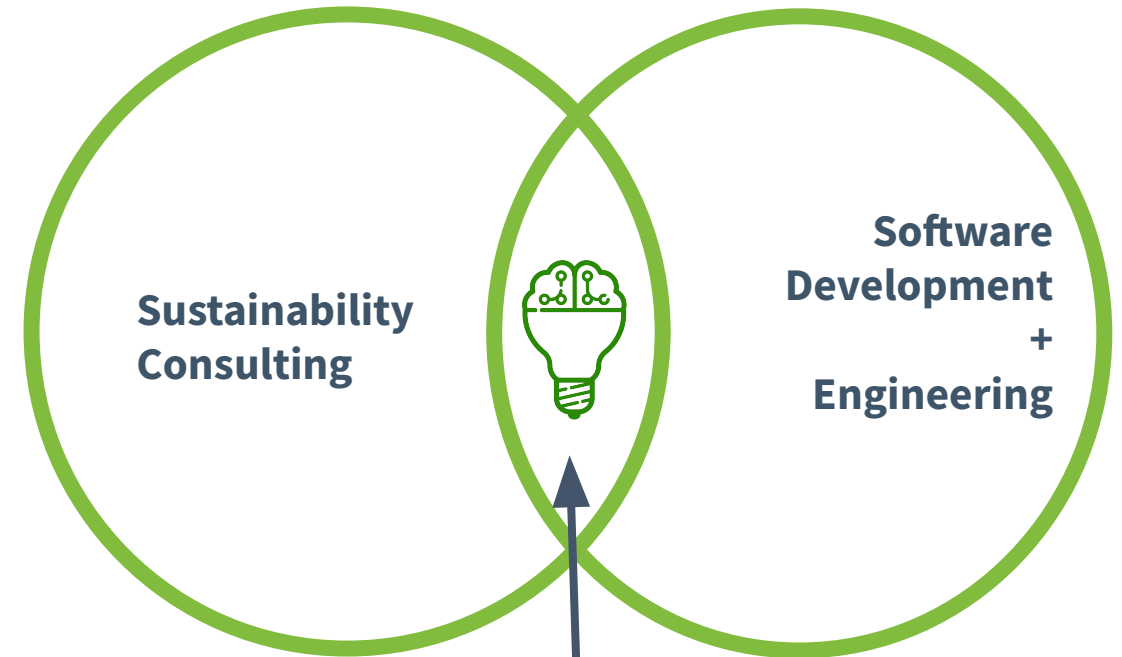 Sustainability
Consulting
Software
Development
+
Engineering